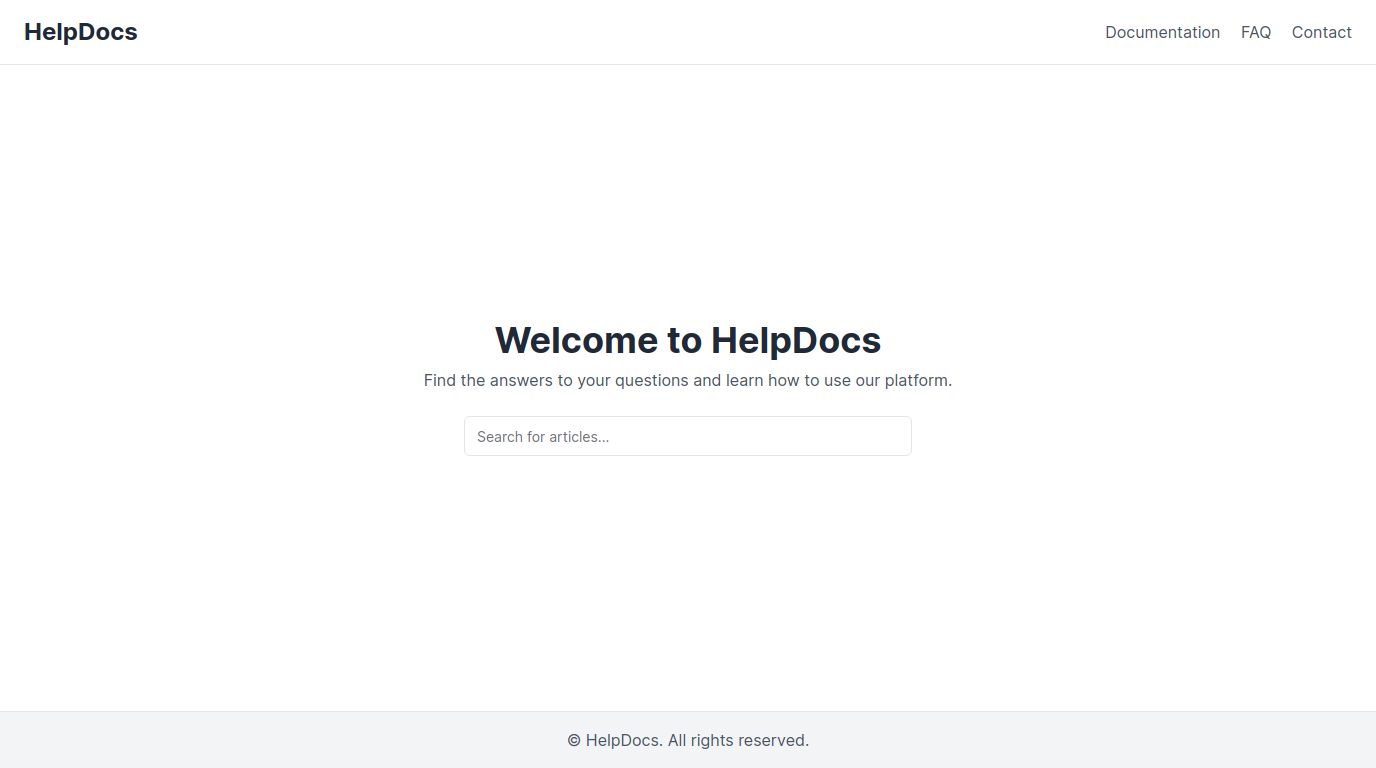 HelpDocs
Documentation FAQ Contact
Welcome to HelpDocs
Find the answers to your questions and learn how to use our platform.
Search for articles...
© HelpDocs. All rights reserved.